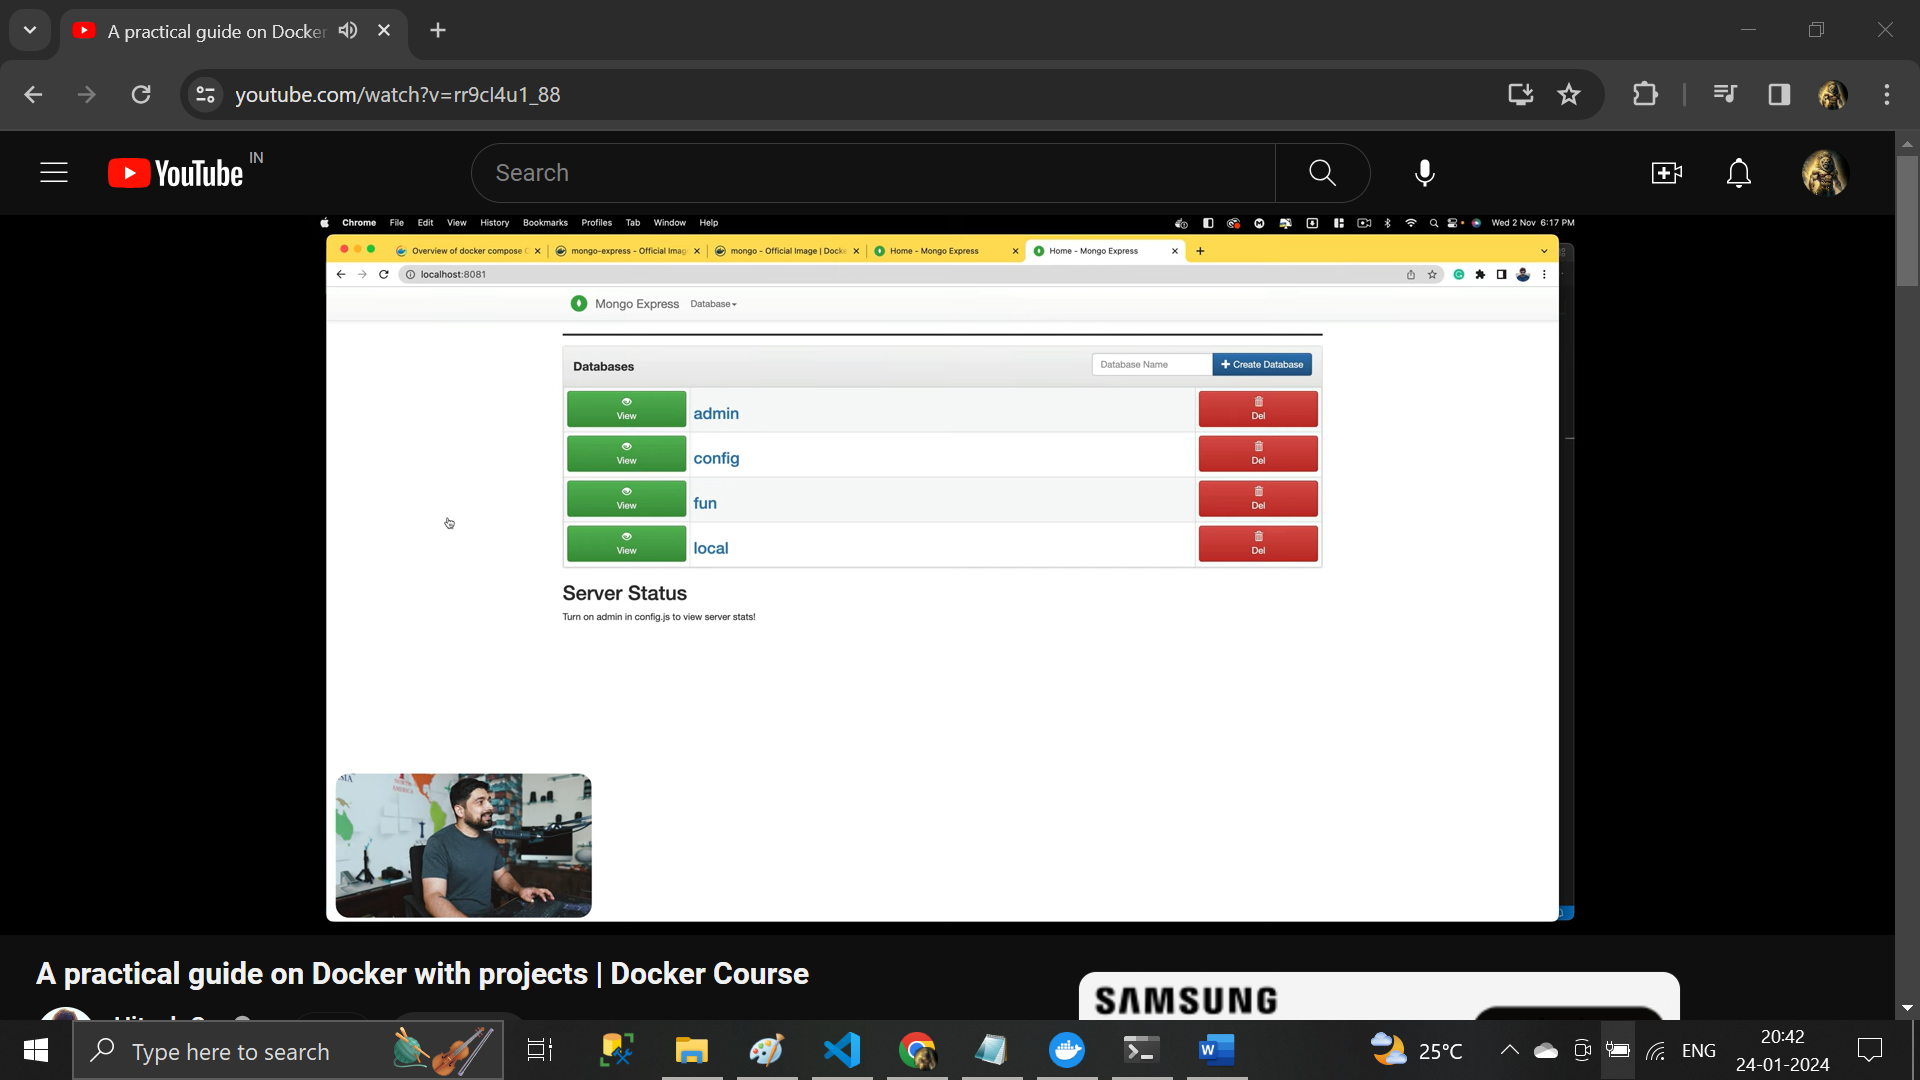 A practical guide on Docker
youtube.com/watch?v=rr9cl4u1_88
YouTube IN
Search
Chrome File Edit View History Bookmarks Profiles Tab Window Help
Wed 2 Nov 6:17 PM
Overview of docker compose
mongo-express - Official Imag
mongo - Official Image | Docke
Home - Mongo Express
Home - Mongo Express
localhost:8081
Mongo Express Database
Databases
Database Name
Create Database
View admin Del
View config Del
View fun Del
View local Del
Server Status
Turn on admin in config.js to view server stats!
AMERICA
A practical guide on Docker with projects | Docker Course
SAMSUNG
Type here to search
25°C
ENG
20:42
24-01-2024